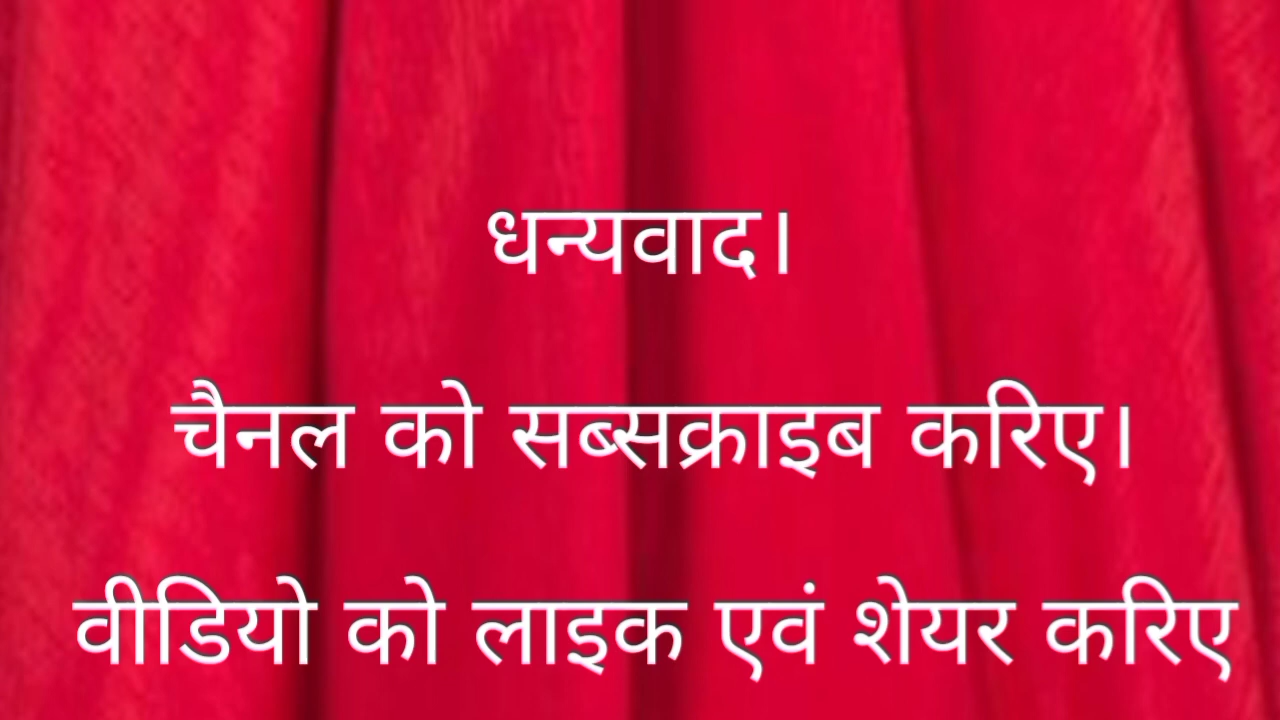 धन्यवाद।
चैनल को सब्सक्राइब करिए।
वीडियो को लाइक एवं शेयर करिए